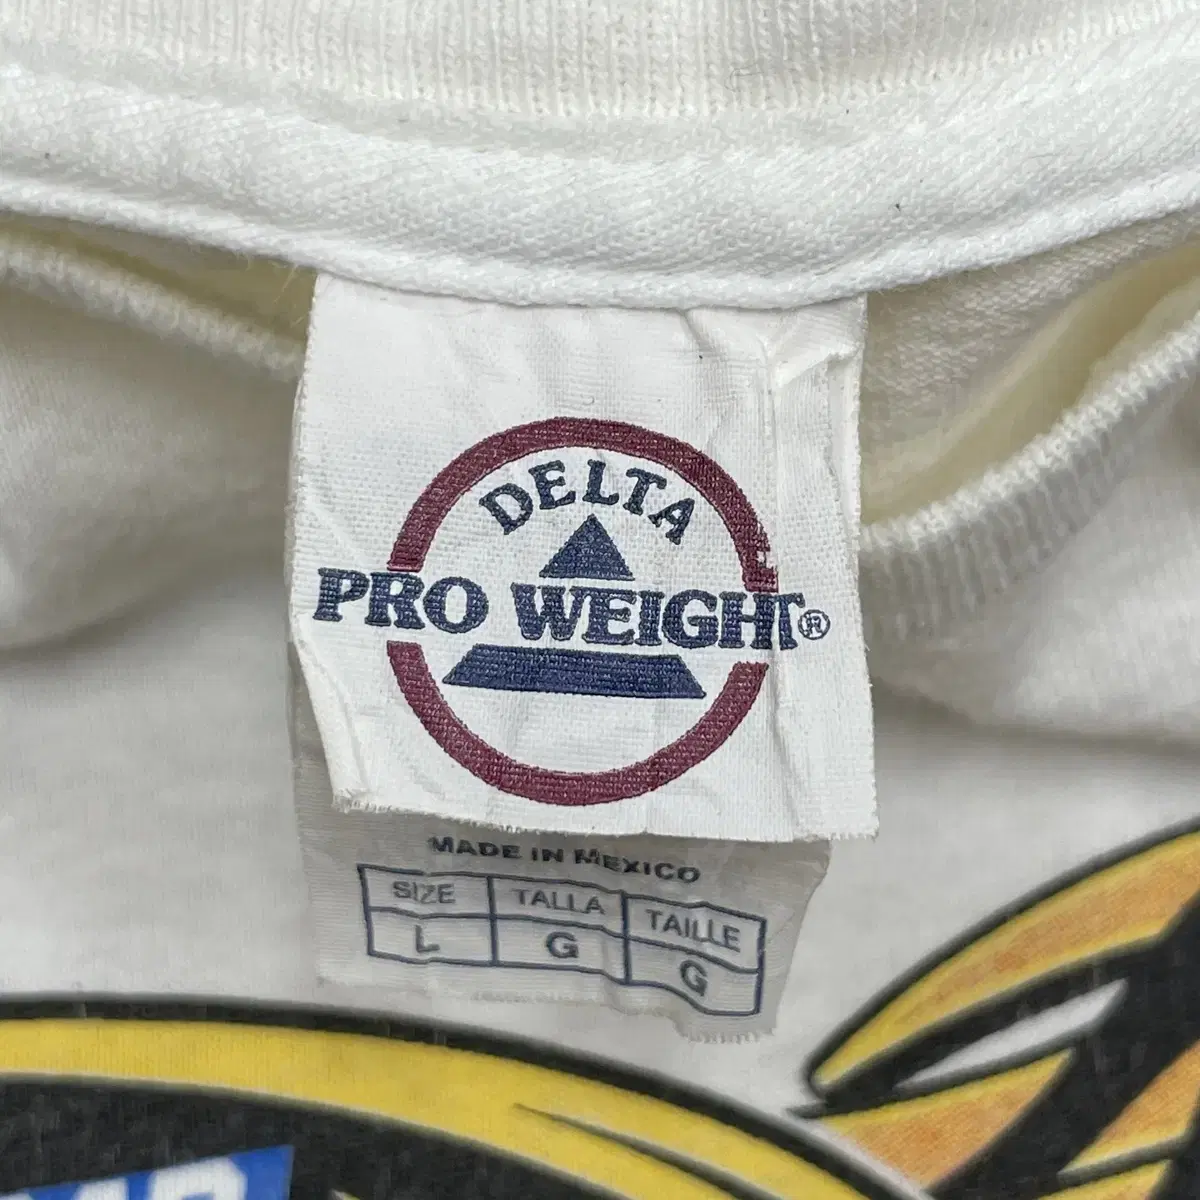 DELTA
PRO WEIGHT®
MADE IN MEXICO
SIZE TALLA TAILLE
L G G